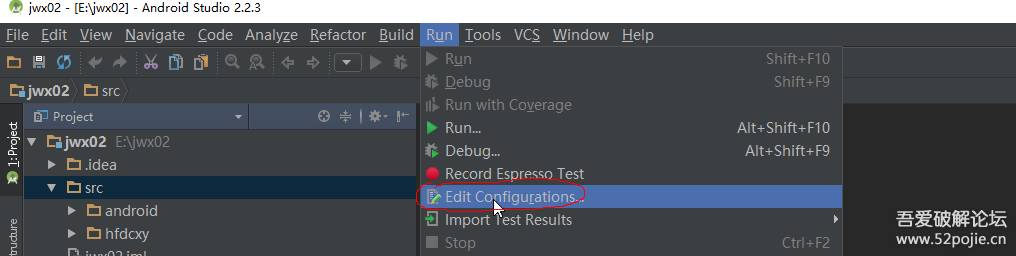 jwx02 - [E:\jwx02] - Android Studio 2.2.3
File Edit View Navigate Code Analyze Refactor Build Run Tools VCS Window Help
jwx02 src
Project
1: Project
jwx02 E:\jwx02
.idea
src
android
hfdcxy
jwx02.iml
Run Shift+F10
Debug Shift+F9
Run with Coverage
Run... Alt+Shift+F10
Debug... Alt+Shift+F9
Record Espresso Test
Edit Configurations...
Import Test Results
Stop Ctrl+F2
吾爱破解论坛
www.52pojie.cn